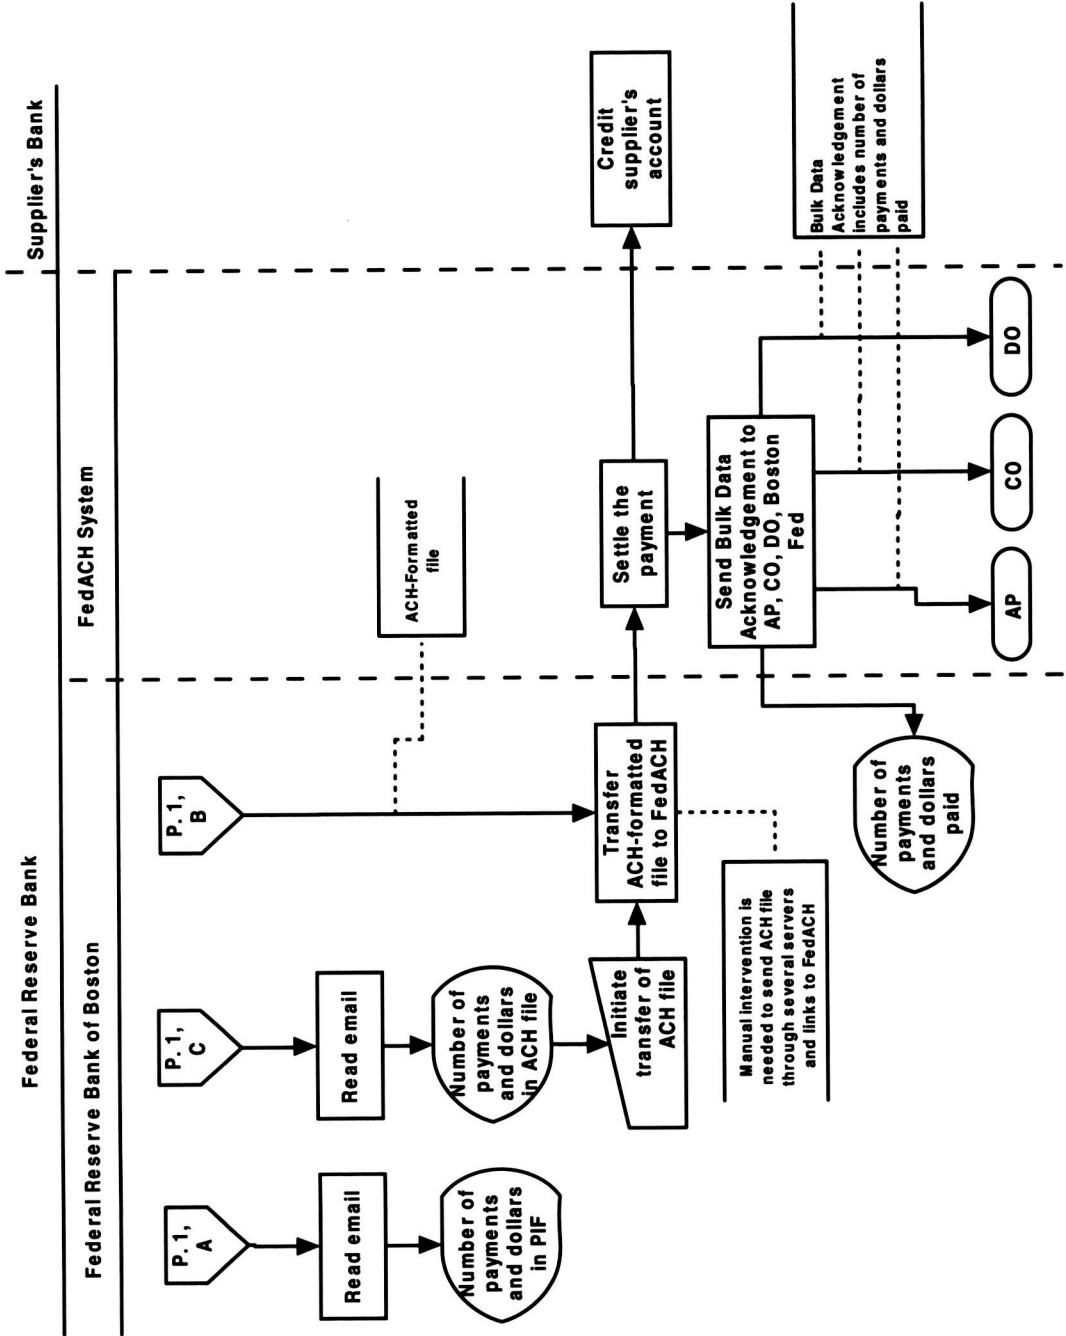 Federal Reserve Bank
Supplier's Bank
Federal Reserve Bank of Boston
FedACH System
P. 1,
A
P. 1,
C
P. 1,
B
Read email
Read email
Number of
payments
and dollars
in PIF
Number of
payments
and dollars
in ACH file
ACH-Formatted
file
Initiate
transfer of
ACH file
Transfer
ACH-formatted
file to FedACH
Settle the
payment
Credit
supplier's
account
Manual intervention is
needed to send ACH file
through several servers
and links to FedACH
Send Bulk Data
Acknowledgement to
AP, CO, DO, Boston
Fed
Bulk Data
Acknowledgement
includes number of
payments and dollars
paid
Number of
payments
and dollars
paid
AP
CO
DO